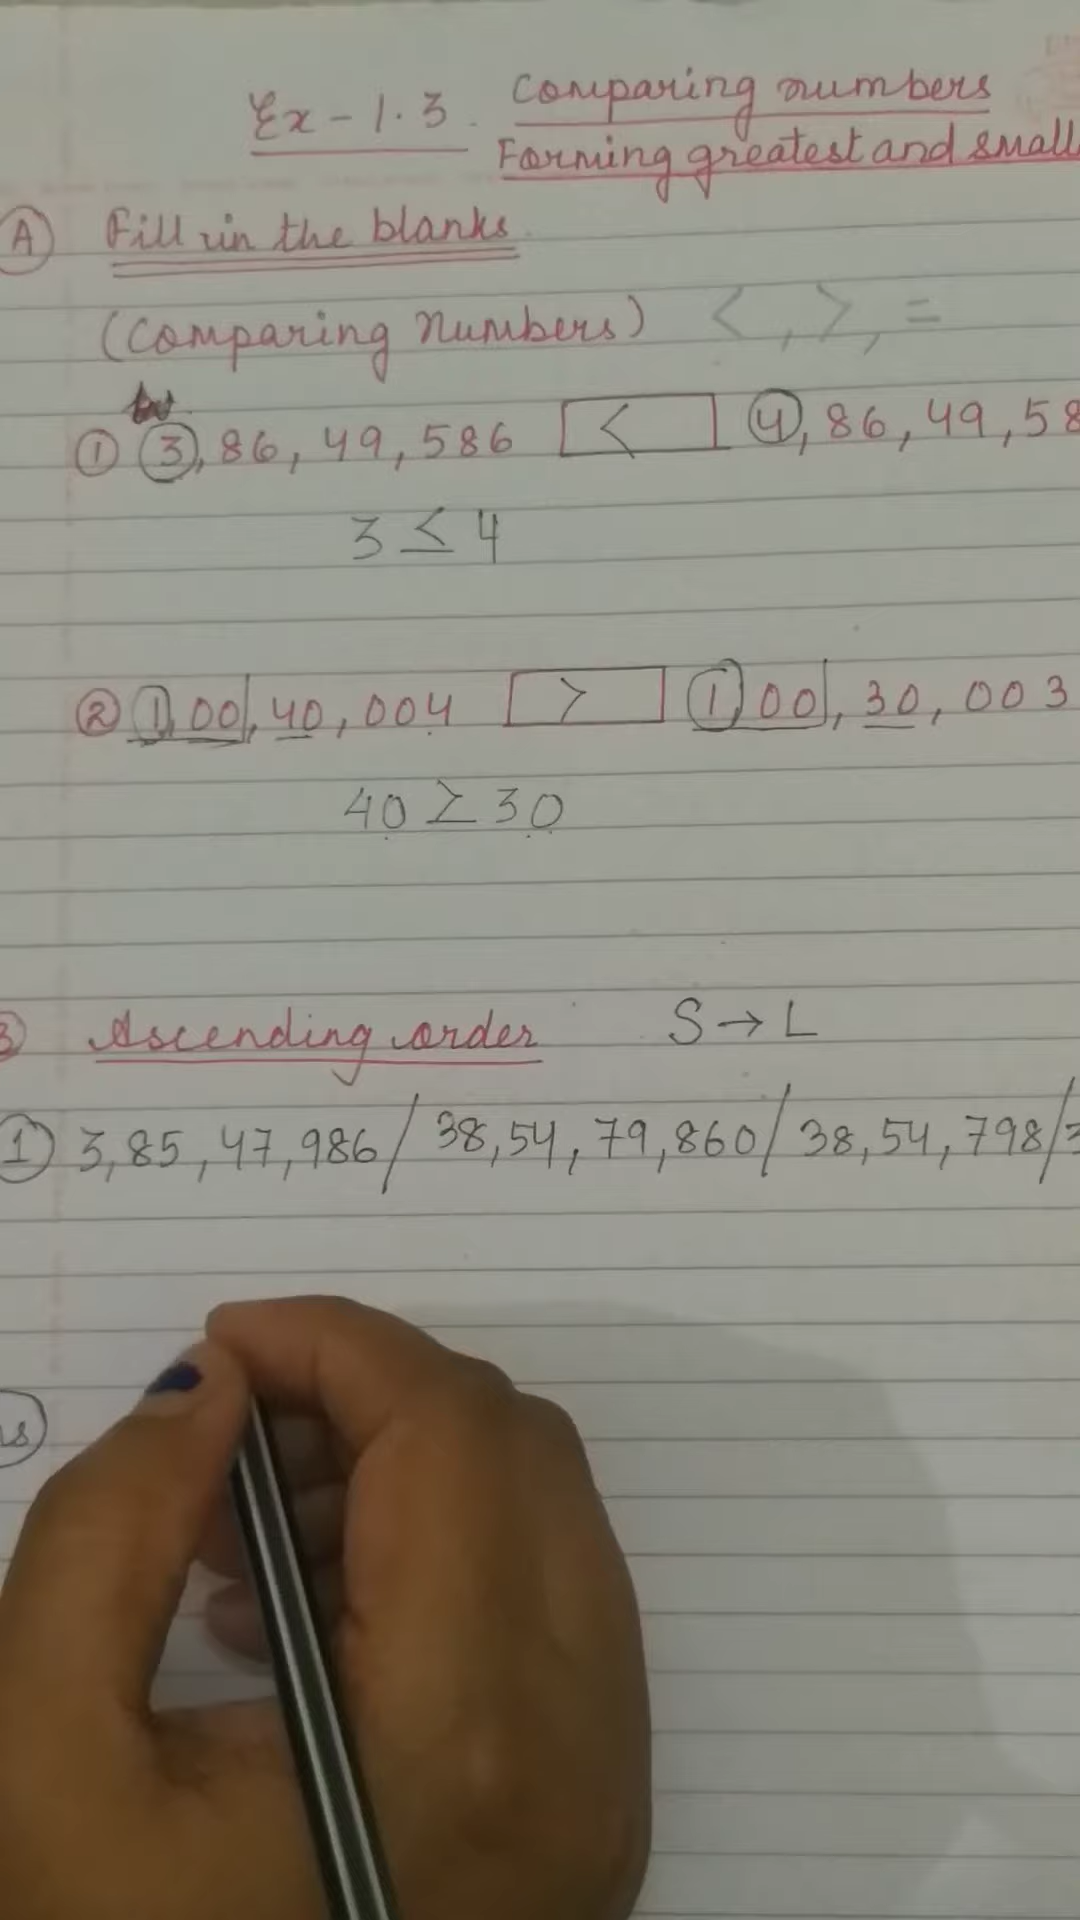 Ex - 1.3. Comparing numbers
Forming greatest and small
A Fill in the blanks.
(Comparing Numbers) < , > , =
① ③,86,49,586 < ④,86,49,58
3 < 4
② 1,00,40,004 > 1,00,30,003
40 > 30
Ascending order S → L
① 3,85,47,986/ 38,54,79,860/ 38,54,798/3